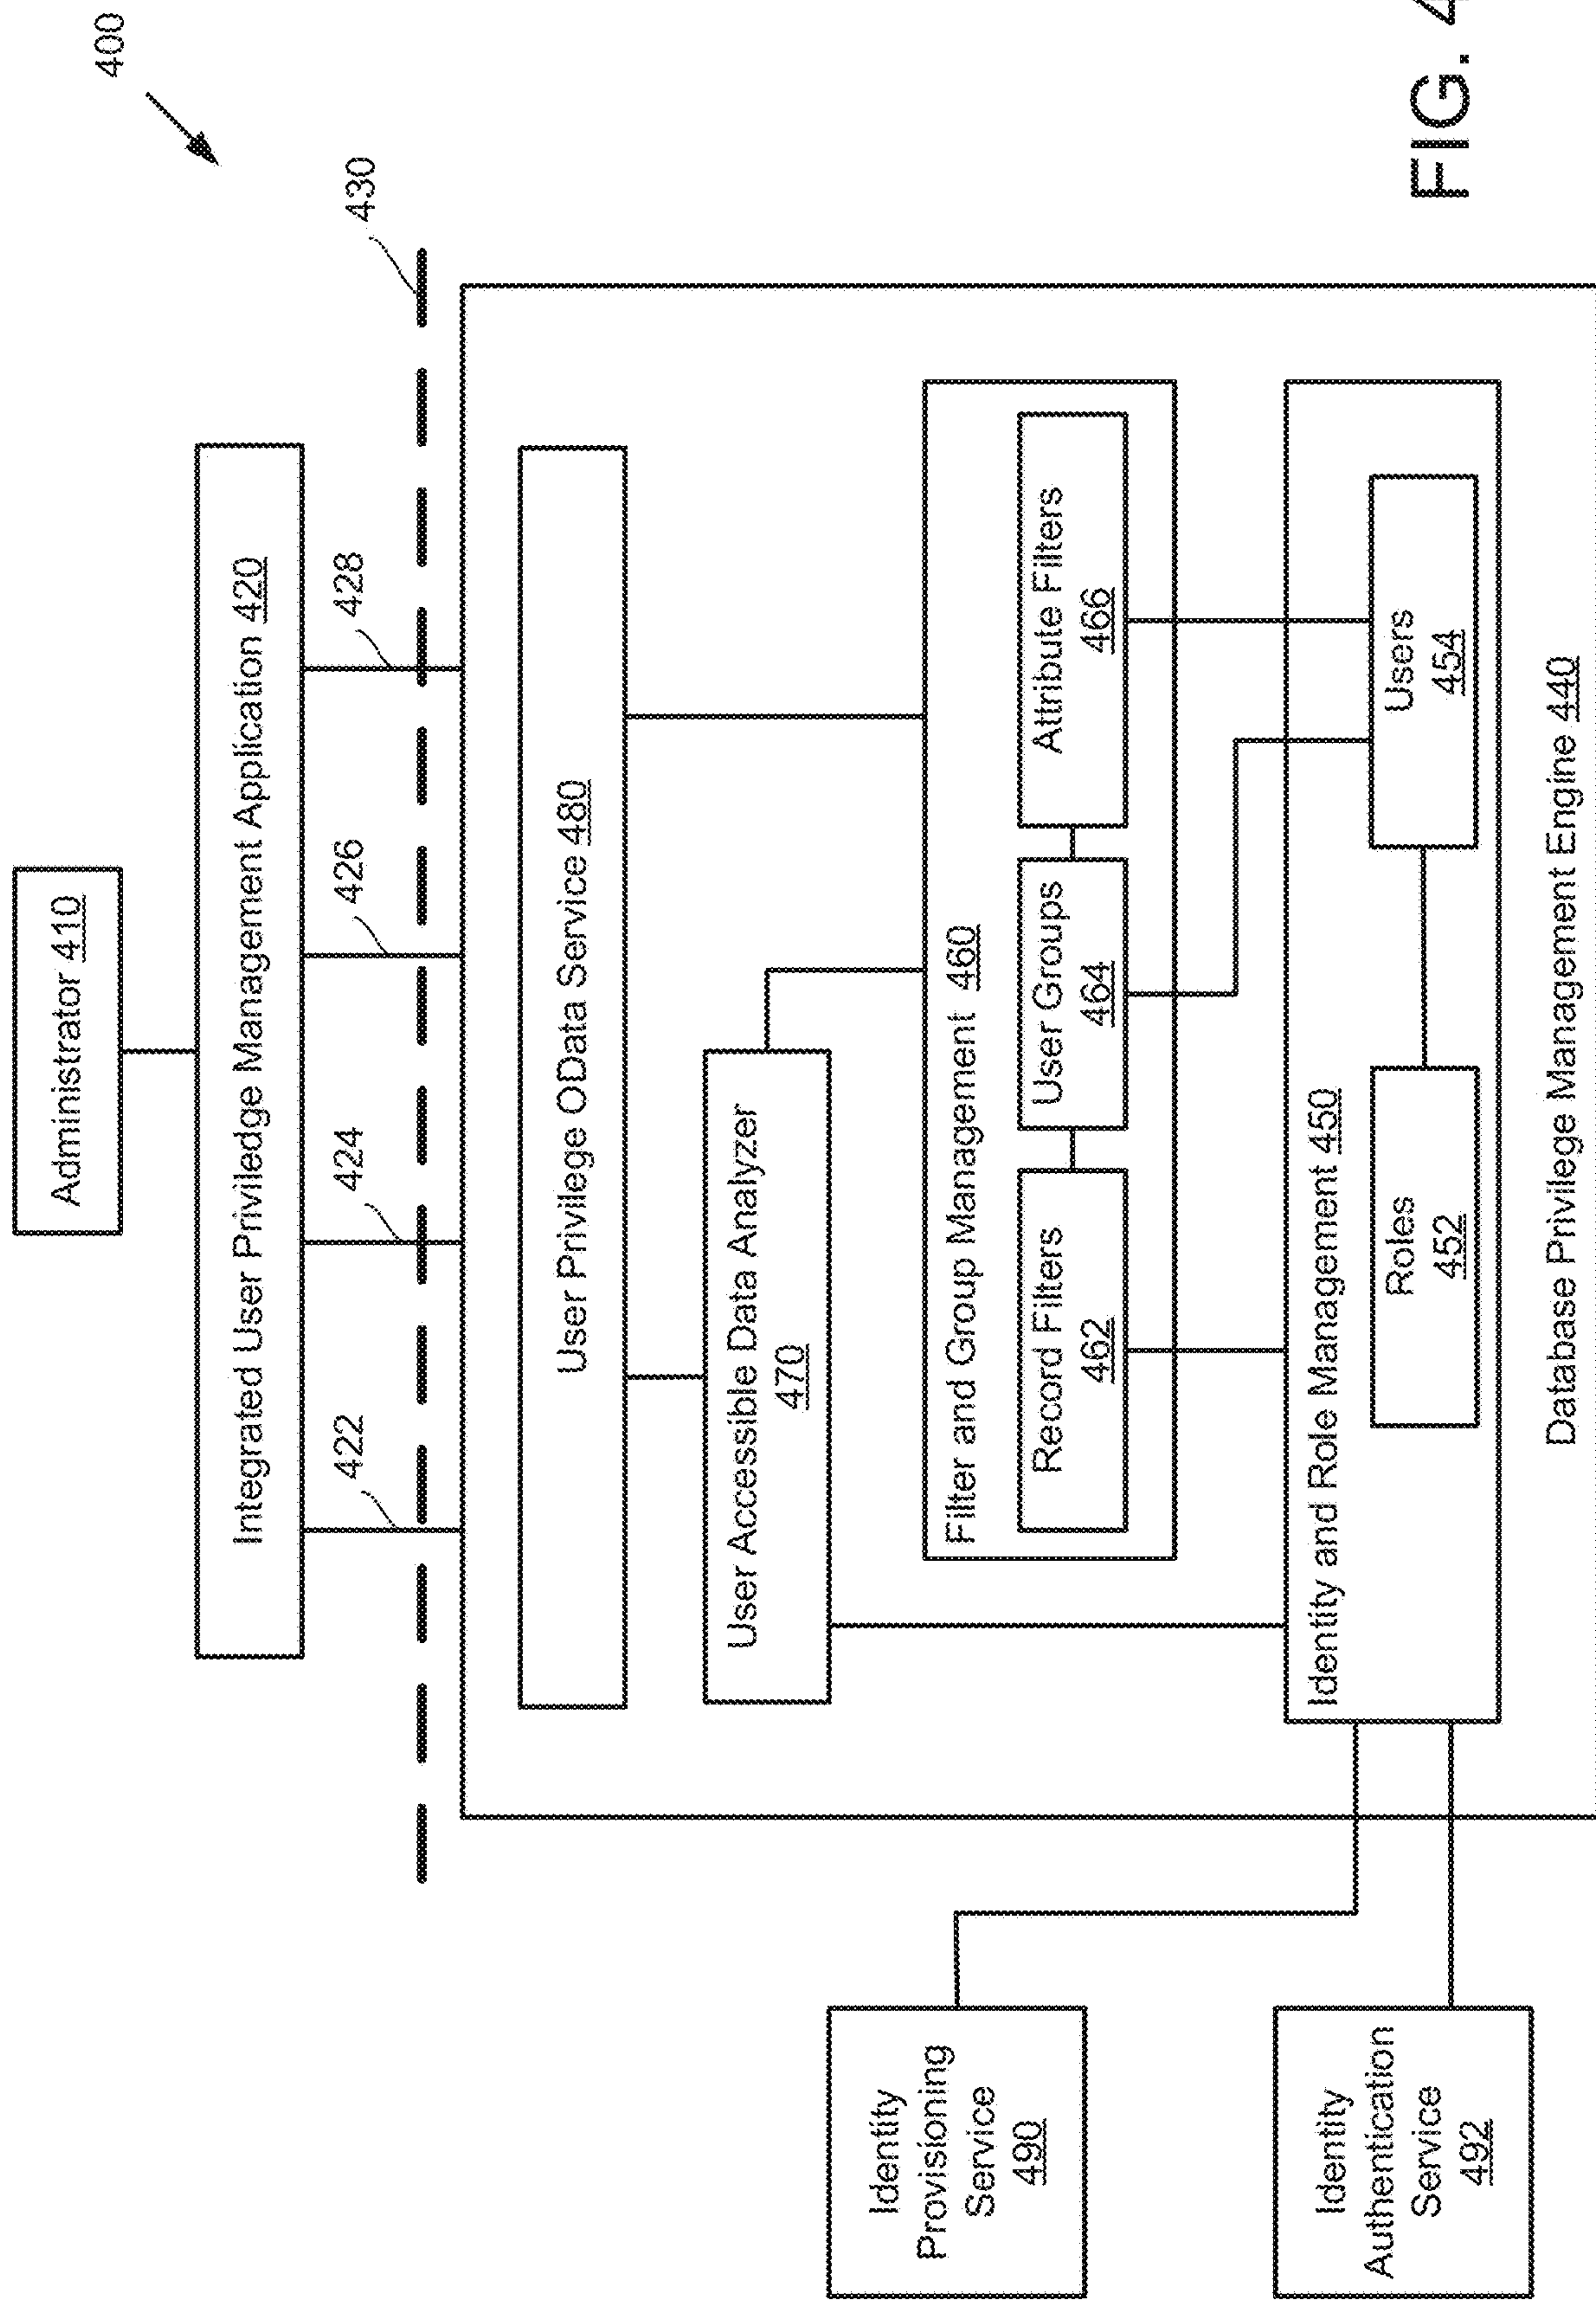 400
Administrator 410
Integrated User Priviledge Management Application 420
422
424
426
428
430
User Privilege OData Service 480
User Accessible Data Analyzer
470
Filter and Group Management 460
Record Filters
462
User Groups
464
Attribute Filters
466
Identity and Role Management 450
Roles
452
Users
454
Database Privilege Management Engine 440
Identity
Provisioning
Service
490
Identity
Authentication
Service
492
FIG. 4